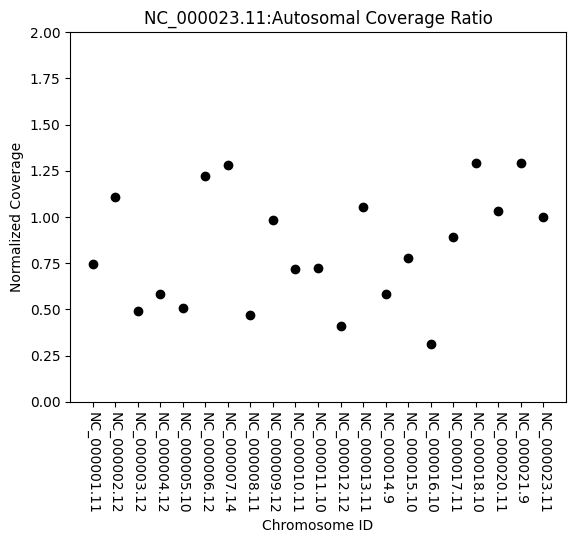 NC_000023.11:Autosomal Coverage Ratio
2.00
1.75
1.50
1.25
1.00
0.75
0.50
0.25
0.00
Normalized Coverage
NC_000001.11
NC_000002.12
NC_000003.12
NC_000004.12
NC_000005.10
NC_000006.12
NC_000007.14
NC_000008.11
NC_000009.12
NC_000010.11
NC_000011.10
NC_000012.12
NC_000013.11
NC_000014.9
NC_000015.10
NC_000016.10
NC_000017.11
NC_000018.10
NC_000020.11
NC_000021.9
NC_000023.11
Chromosome ID